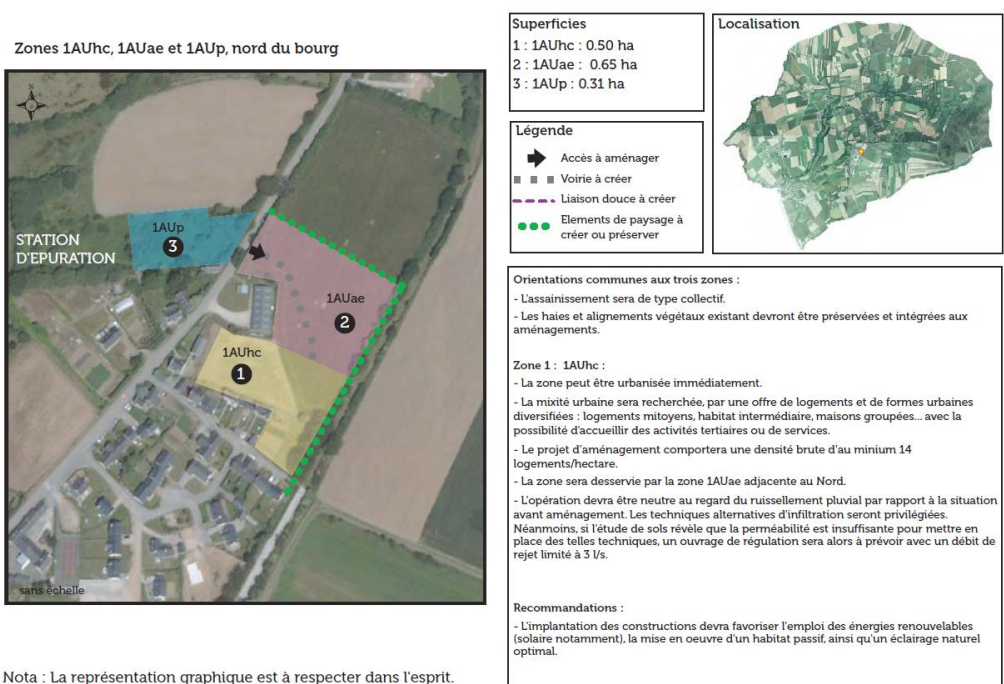 Zones 1AUhc, 1AUae et 1AUp, nord du bourg
N
1AUp
3
STATION
D'EPURATION
1AUae
2
1AUhc
1
sans échelle
Nota : La représentation graphique est à respecter dans l'esprit.
Superficies
1 : 1AUhc : 0.50 ha
2 : 1AUae : 0.65 ha
3 : 1AUp : 0.31 ha
Légende
Accès à aménager
Voirie à créer
Liaison douce à créer
Elements de paysage à
créer ou préserver
Localisation
Orientations communes aux trois zones :
- L'assainissement sera de type collectif.
- Les haies et alignements végétaux existant devront être préservées et intégrées aux
aménagements.
Zone 1 : 1AUhc :
- La zone peut être urbanisée immédiatement.
- La mixité urbaine sera recherchée, par une offre de logements et de formes urbaines
diversifiées : logements mitoyens, habitat intermédiaire, maisons groupées... avec la
possibilité d'accueillir des activités tertiaires ou de services.
- Le projet d'aménagement comportera une densité brute d'au minium 14
logements/hectare.
- La zone sera desservie par la zone 1AUae adjacente au Nord.
- L'opération devra être neutre au regard du ruissellement pluvial par rapport à la situation
avant aménagement. Les techniques alternatives d'infiltration seront privilégiées.
Néanmoins, si l'étude de sols révèle que la perméabilité est insuffisante pour mettre en
place des telles techniques, un ouvrage de régulation sera alors à prévoir avec un débit de
rejet limité à 3 l/s.
Recommandations :
- L'implantation des constructions devra favoriser l'emploi des énergies renouvelables
(solaire notamment), la mise en oeuvre d'un habitat passif, ainsi qu'un éclairage naturel
optimal.